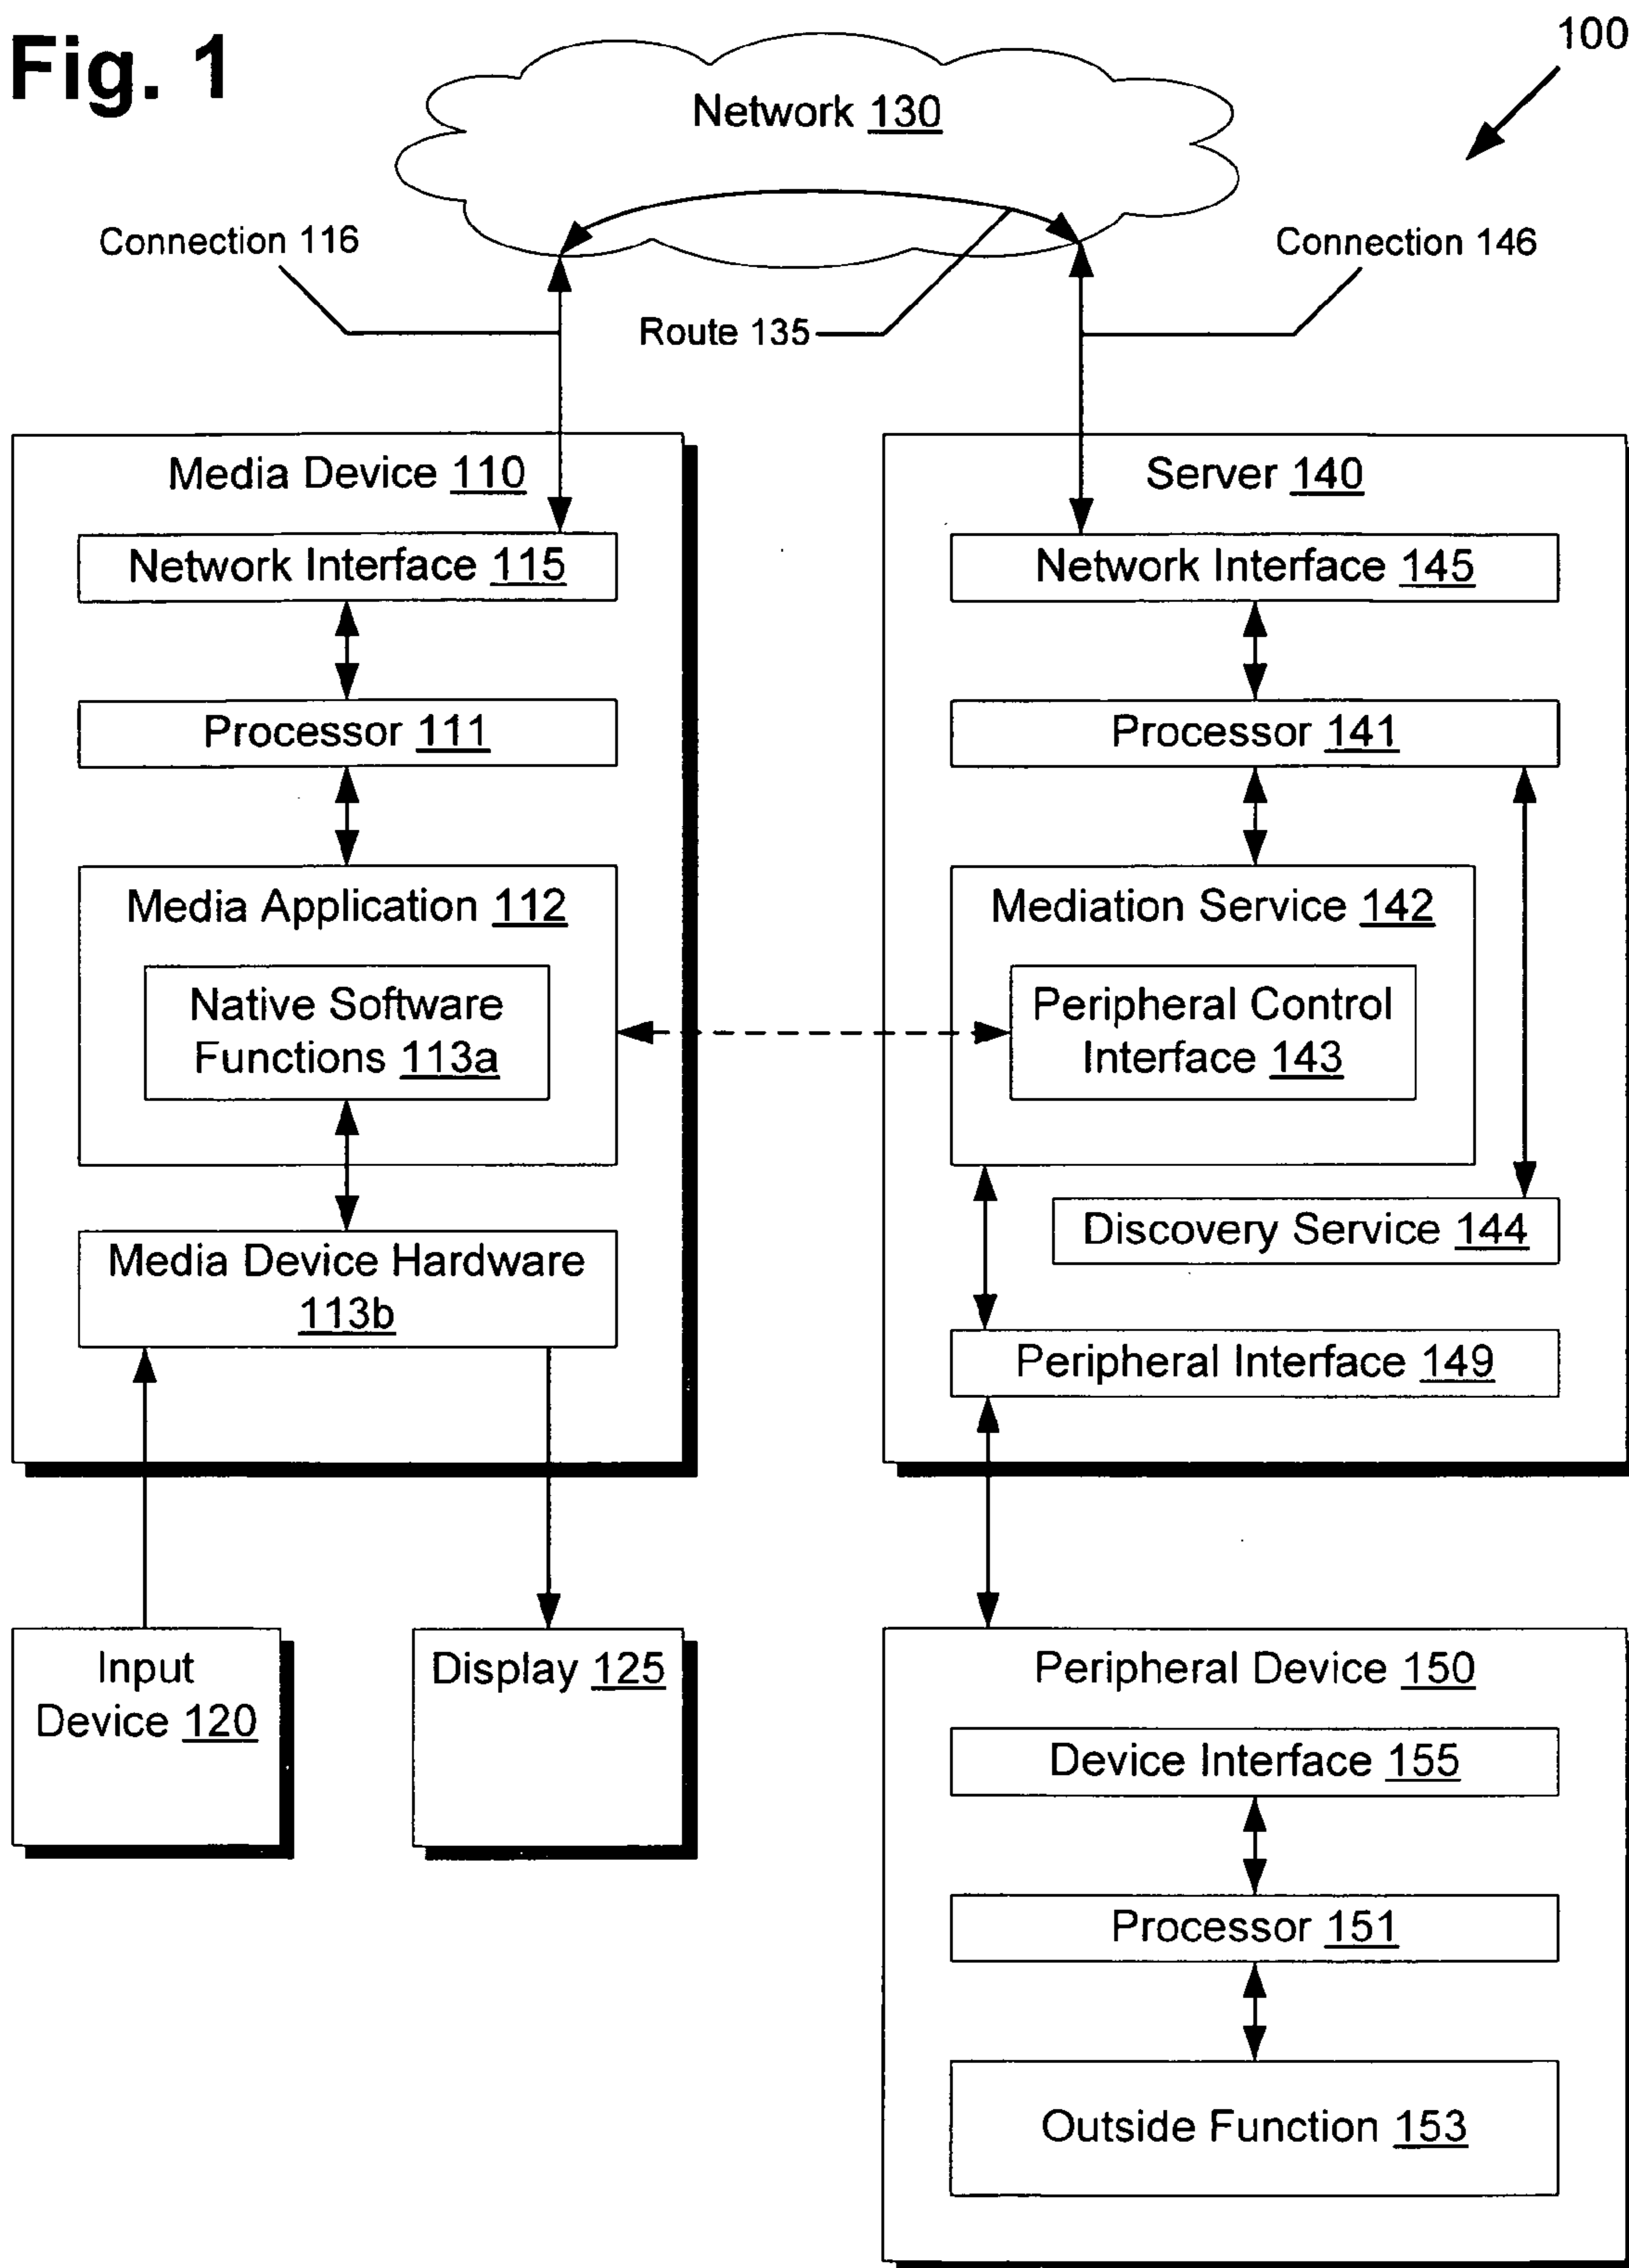 Fig. 1
100
Network 130
Connection 116
Connection 146
Route 135
Media Device 110
Network Interface 115
Processor 111
Media Application 112
Native Software
Functions 113a
Media Device Hardware
113b
Input
Device 120
Display 125
Server 140
Network Interface 145
Processor 141
Mediation Service 142
Peripheral Control
Interface 143
Discovery Service 144
Peripheral Interface 149
Peripheral Device 150
Device Interface 155
Processor 151
Outside Function 153